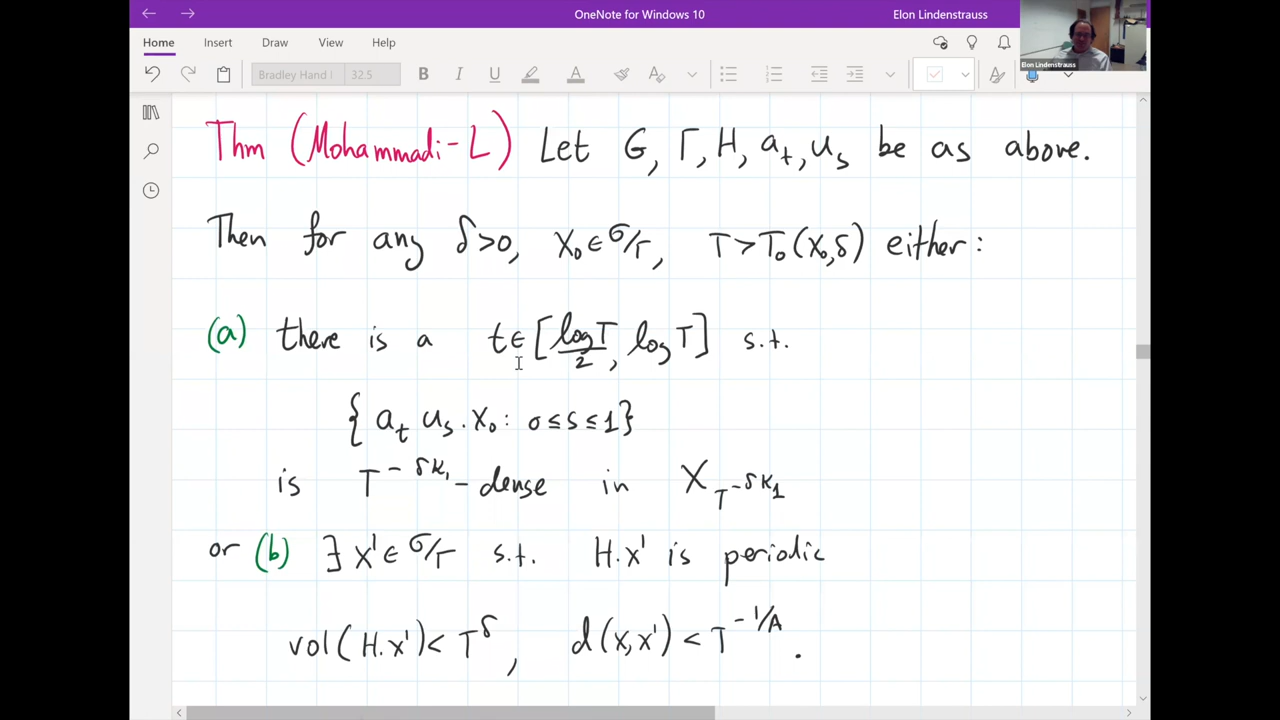 OneNote for Windows 10
Elon Lindenstrauss
Home Insert Draw View Help
Elon Lindenstrauss
Bradley Hand I 32.5
B I U A
Thm (Mohammadi-L) Let G, Γ, H, a_t, u_s be as above.
Then for any δ>0, x_0 ∈ G/Γ, T > T_0(x_0, δ) either:
(a) there is a t ∈ [log T/2, log T] s.t.
{a_t u_s . x_0 : 0 ≤ s ≤ 1}
is T^{-δκ_1} - dense in X_{T^{-δκ_1}}
or (b) ∃ x' ∈ G/Γ s.t. H.x' is periodic
vol(H.x') < T^δ, d(x,x') < T^{-1/A}.